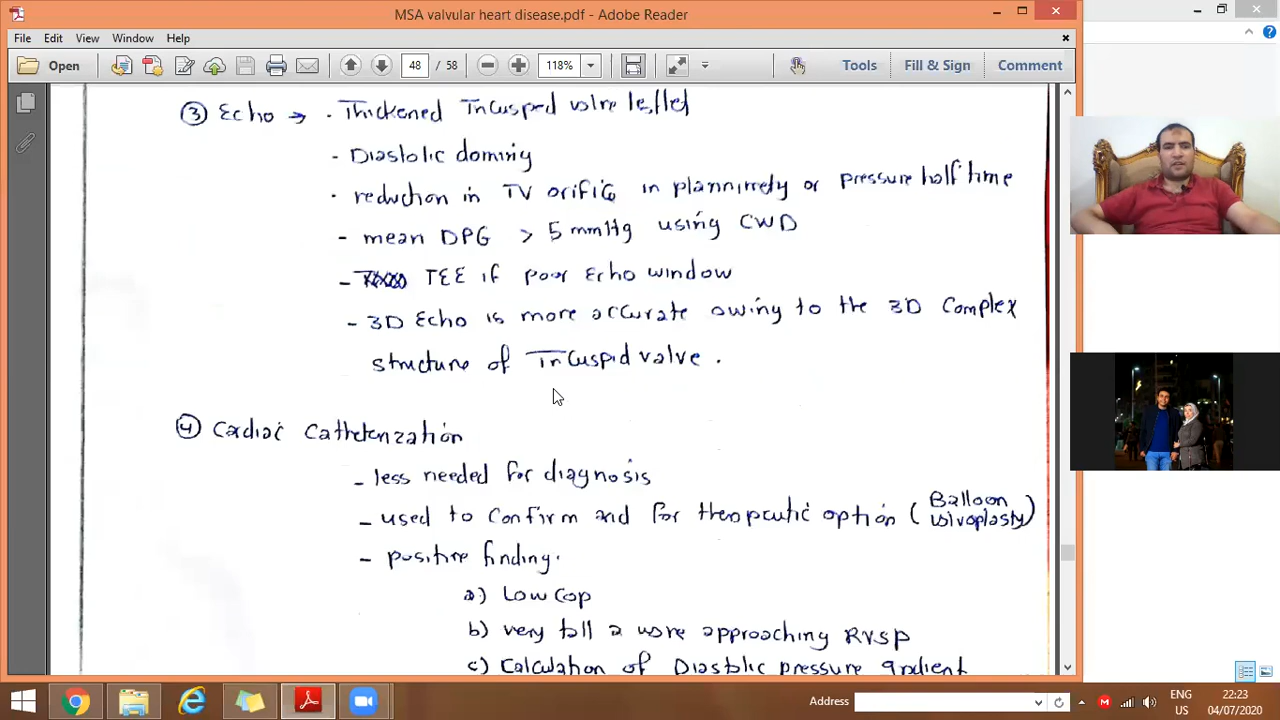 MSA valvular heart disease.pdf - Adobe Reader
File Edit View Window Help
Open 48 / 58 118% Tools Fill & Sign Comment
③ Echo → . Thickened Tricuspid valve leflet
- Diastolic doming
. reduction in TV orific in plannimrety or pressure half time
- mean DPG > 5 mmHg using CWD
- TEE if poor Echo window
- 3D Echo is more accurate owing to the 3D Complex
structure of Tricuspid valve .
④ Cardiac Catheterization
- less needed for diagnosis
- used to confirm and for therapeutic option ( Balloon
valvoplasty )
- positive finding.
a) Low Cop
b) very tall a wave approaching RVSP
c) Calculation of Diastolic pressure gradient
Address
ENG
US
22:23
04/07/2020